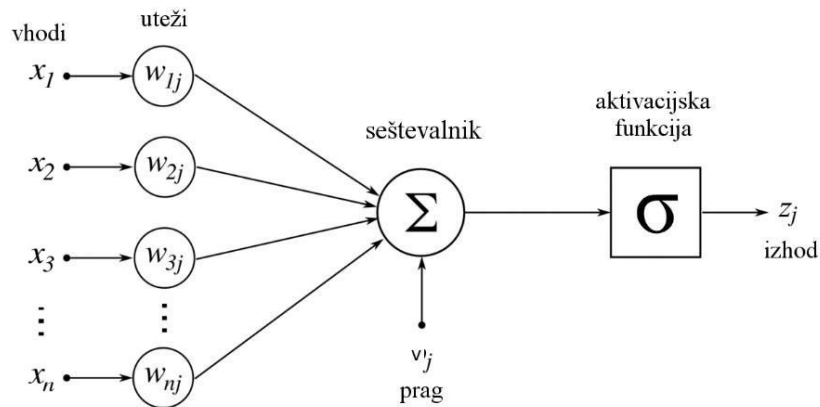 vhodi
uteži
x1
w1j
x2
w2j
x3
w3j
⋮
⋮
xn
wnj
seštevalnik
Σ
prag
aktivacijska
funkcija
σ
zj
izhod